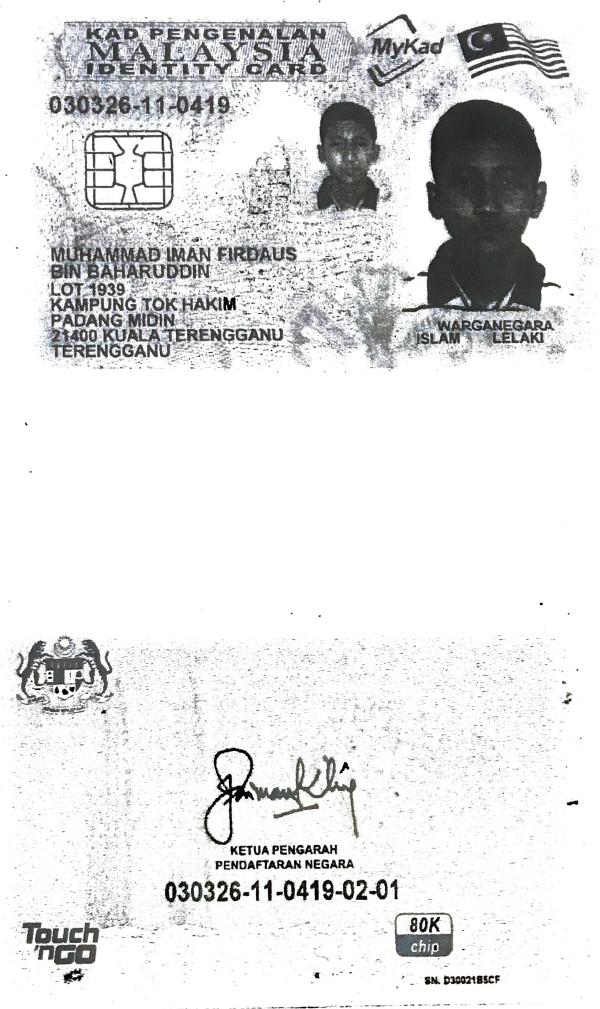 KAD PENGENALAN
MALAYSIA
IDENTITY CARD
MyKad
030326-11-0419
MUHAMMAD IMAN FIRDAUS
BIN BAHARUDDIN
LOT 1939
KAMPUNG TOK HAKIM
PADANG MIDIN
21400 KUALA TERENGGANU
TERENGGANU
WARGANEGARA
ISLAM LELAKI
KETUA PENGARAH
PENDAFTARAN NEGARA
030326-11-0419-02-01
Touch
'nGO
80K
chip
SN. D30021B5CF